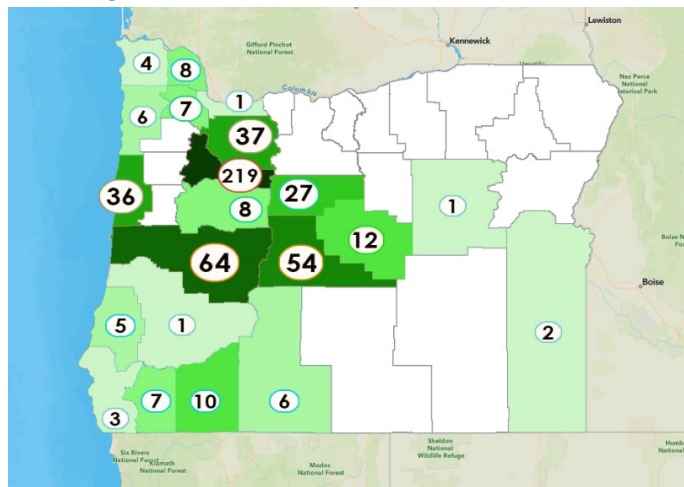 Gifford Pinchot
National Forest
Kennewick
Lewiston
Nez Perce
National
Historical Park
Columbia
4
8
6
7
1
37
219
36
8
27
1
12
64
54
Boise
5
1
2
3
7
10
6
Six Rivers
National Forest
Klamath
National Forest
Modoc
National Forest
Sheldon
National
Wildlife Refuge